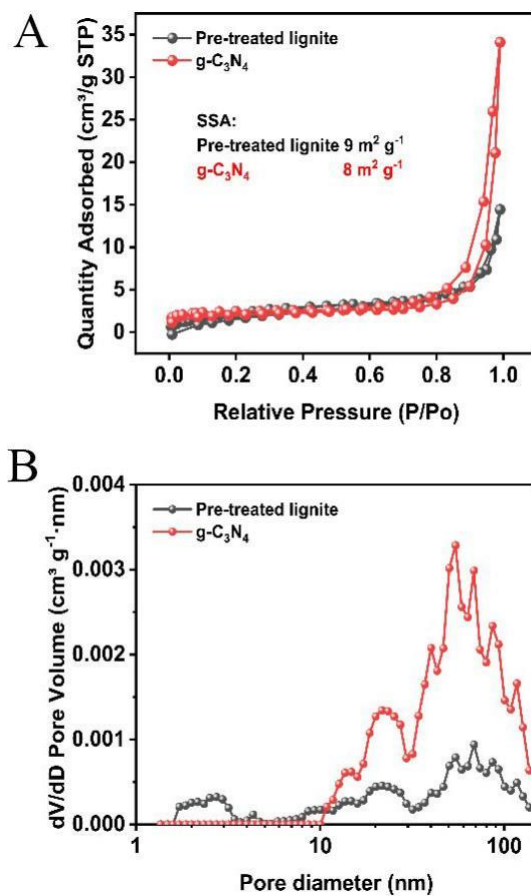 A
Quantity Adsorbed (cm³/g STP)
35
30
25
20
15
10
5
0
Pre-treated lignite
g-C₃N₄
SSA:
Pre-treated lignite 9 m² g⁻¹
g-C₃N₄ 8 m² g⁻¹
0.0 0.2 0.4 0.6 0.8 1.0
Relative Pressure (P/Po)
B
dV/dD Pore Volume (cm³ g⁻¹·nm)
0.004
0.003
0.002
0.001
0.000
Pre-treated lignite
g-C₃N₄
1 10 100
Pore diameter (nm)